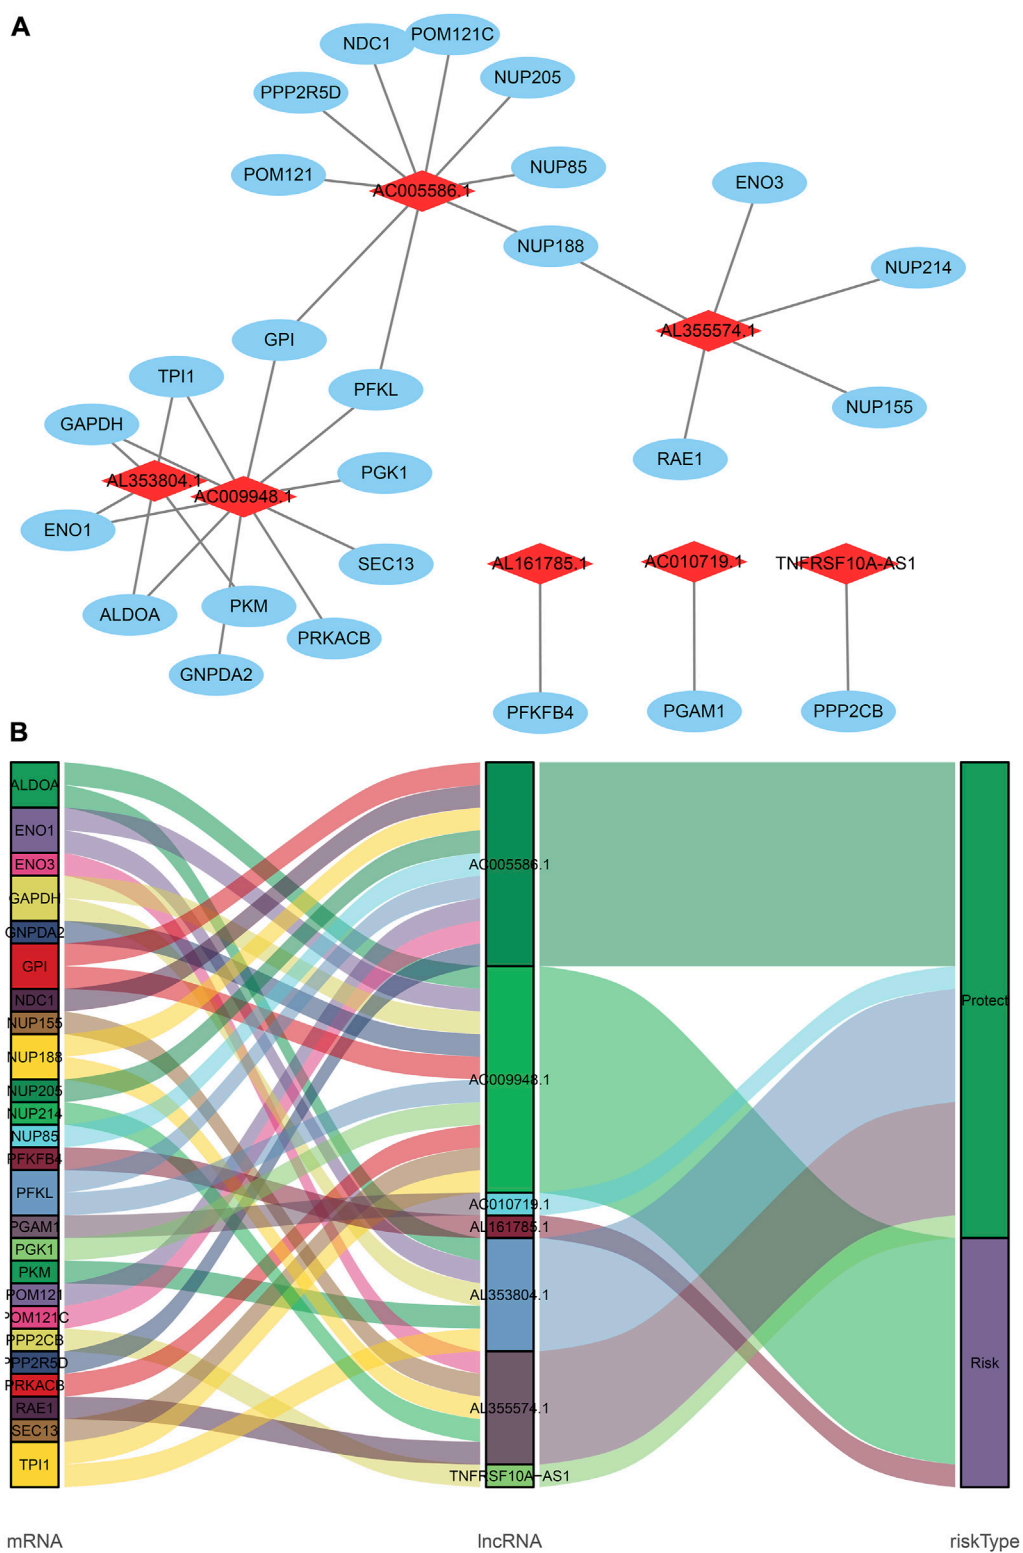 A
NDC1
POM121C
PPP2R5D
NUP205
POM121
NUP85
AC005586.1
ENO3
NUP188
NUP214
AL355574.1
GPI
TPI1
PFKL
NUP155
GAPDH
RAE1
AL353804.1
AC009948.1
PGK1
ENO1
SEC13
AL161785.1
AC010719.1
TNFRSF10A-AS1
ALDOA
PKM
PRKACB
GNPDA2
PFKFB4
PGAM1
PPP2CB
B
ALDOA
ENO1
ENO3
GAPDH
GNPDA2
GPI
NDC1
NUP155
NUP188
NUP205
NUP214
NUP85
PFKFB4
PFKL
PGAM1
PGK1
PKM
POM121
POM121C
PPP2CB
PPP2R5D
PRKACB
RAE1
SEC13
TPI1
AC005586.1
AC009948.1
AC010719.1
AL161785.1
AL353804.1
AL355574.1
TNFRSF10A-AS1
Protect
Risk
mRNA
lncRNA
riskType